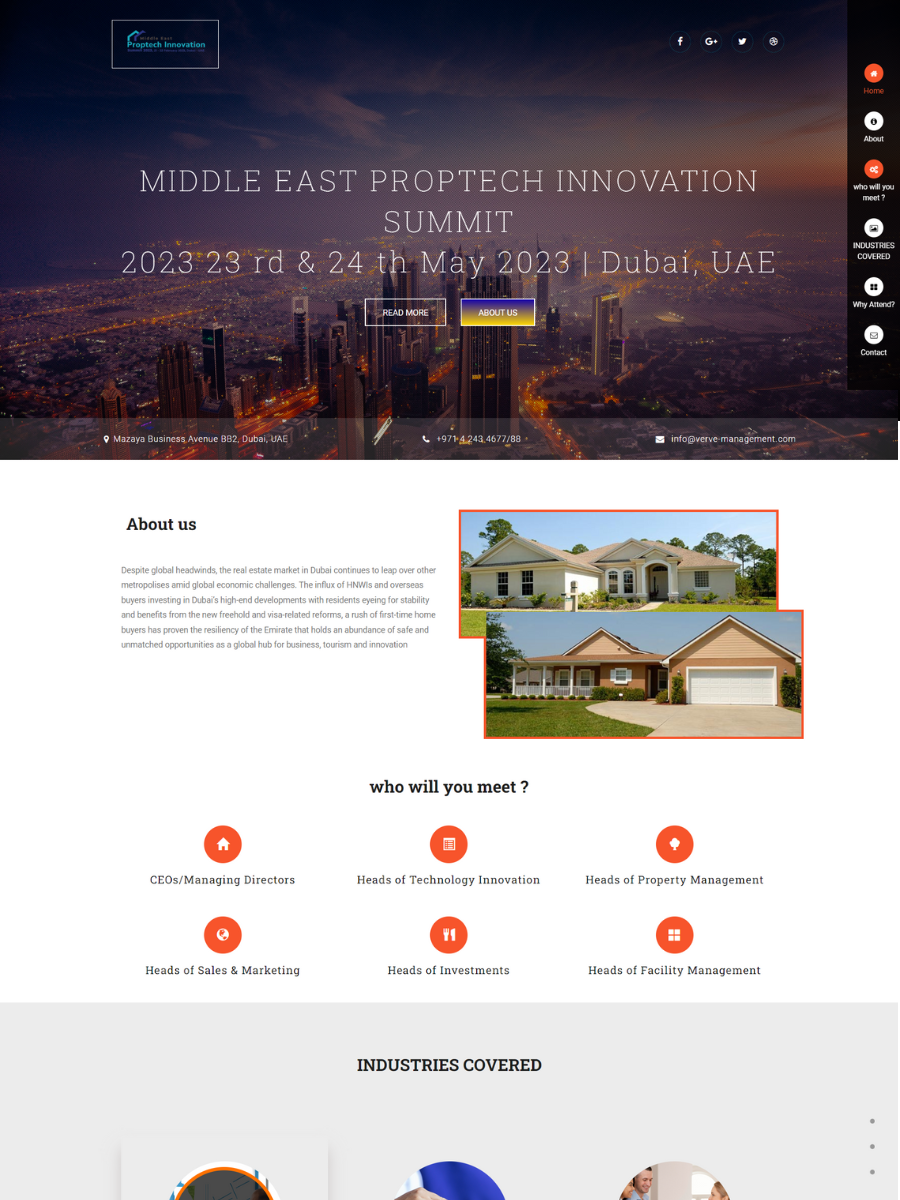 Middle East
Proptech Innovation
Home
About
who will you
meet ?
INDUSTRIES
COVERED
Why Attend?
Contact
MIDDLE EAST PROPTECH INNOVATION
SUMMIT
2023 23 rd & 24 th May 2023 | Dubai, UAE
READ MORE
ABOUT US
Mazaya Business Avenue BB2, Dubai, UAE
+971 4 243 4677/88
info@verve-management.com
About us
Despite global headwinds, the real estate market in Dubai continues to leap over other
metropolises amid global economic challenges. The influx of HNWIs and overseas
buyers investing in Dubai's high-end developments with residents eyeing for stability
and benefits from the new freehold and visa-related reforms, a rush of first-time home
buyers has proven the resiliency of the Emirate that holds an abundance of safe and
unmatched opportunities as a global hub for business, tourism and innovation
who will you meet ?
CEOs/Managing Directors
Heads of Technology Innovation
Heads of Property Management
Heads of Sales & Marketing
Heads of Investments
Heads of Facility Management
INDUSTRIES COVERED